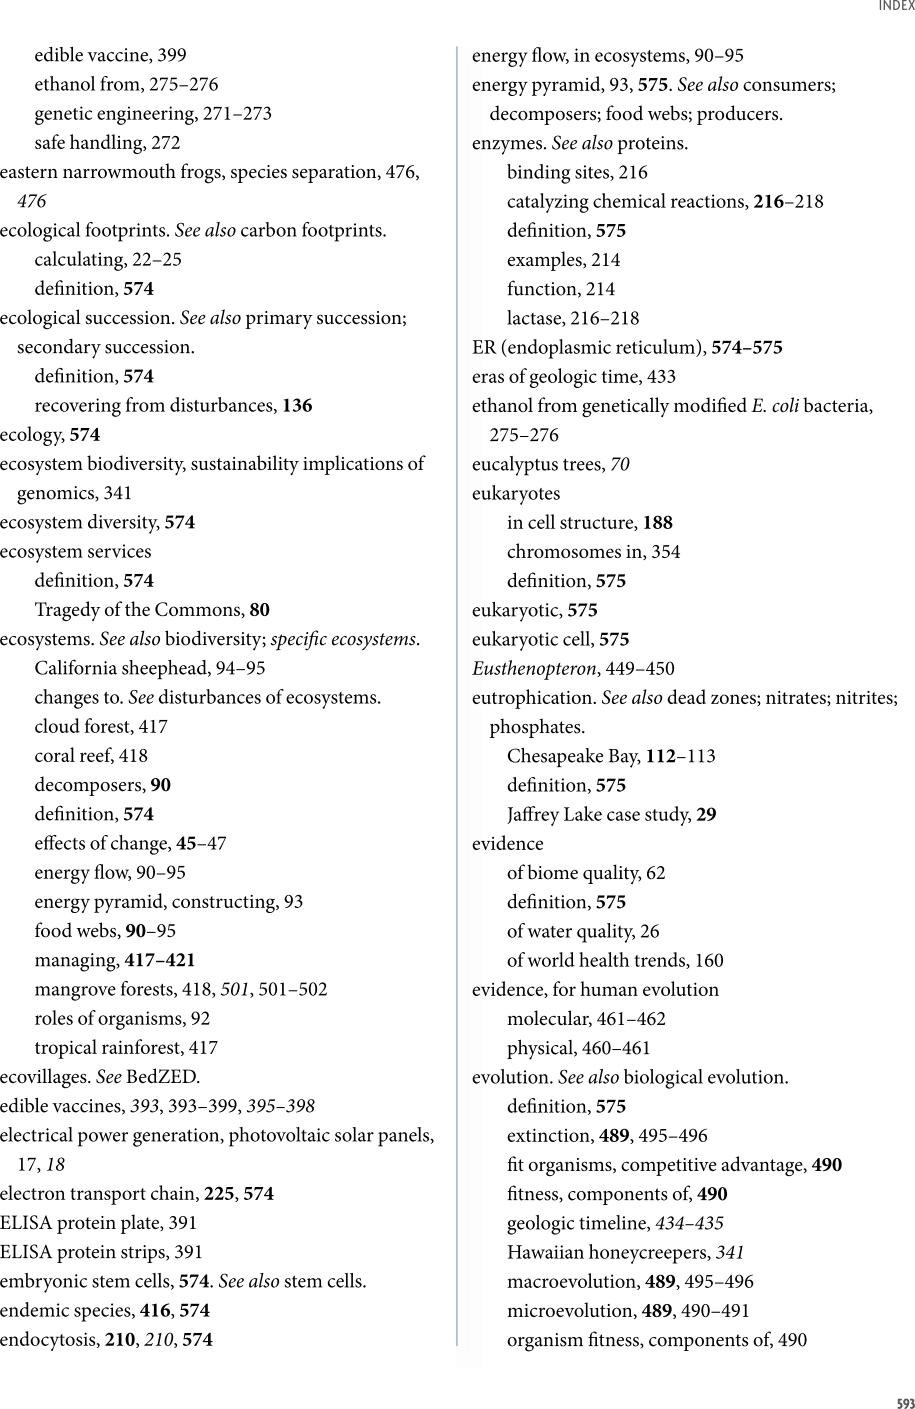 INDEX
edible vaccine, 399
ethanol from, 275–276
genetic engineering, 271–273
safe handling, 272
eastern narrowmouth frogs, species separation, 476,
476
ecological footprints. See also carbon footprints.
calculating, 22–25
definition, 574
ecological succession. See also primary succession;
secondary succession.
definition, 574
recovering from disturbances, 136
ecology, 574
ecosystem biodiversity, sustainability implications of
genomics, 341
ecosystem diversity, 574
ecosystem services
definition, 574
Tragedy of the Commons, 80
ecosystems. See also biodiversity; specific ecosystems.
California sheephead, 94–95
changes to. See disturbances of ecosystems.
cloud forest, 417
coral reef, 418
decomposers, 90
definition, 574
effects of change, 45–47
energy flow, 90–95
energy pyramid, constructing, 93
food webs, 90–95
managing, 417–421
mangrove forests, 418, 501, 501–502
roles of organisms, 92
tropical rainforest, 417
ecovillages. See BedZED.
edible vaccines, 393, 393–399, 395–398
electrical power generation, photovoltaic solar panels,
17, 18
electron transport chain, 225, 574
ELISA protein plate, 391
ELISA protein strips, 391
embryonic stem cells, 574. See also stem cells.
endemic species, 416, 574
endocytosis, 210, 210, 574
energy flow, in ecosystems, 90–95
energy pyramid, 93, 575. See also consumers;
decomposers; food webs; producers.
enzymes. See also proteins.
binding sites, 216
catalyzing chemical reactions, 216–218
definition, 575
examples, 214
function, 214
lactase, 216–218
ER (endoplasmic reticulum), 574–575
eras of geologic time, 433
ethanol from genetically modified E. coli bacteria,
275–276
eucalyptus trees, 70
eukaryotes
in cell structure, 188
chromosomes in, 354
definition, 575
eukaryotic, 575
eukaryotic cell, 575
Eusthenopteron, 449–450
eutrophication. See also dead zones; nitrates; nitrites;
phosphates.
Chesapeake Bay, 112–113
definition, 575
Jaffrey Lake case study, 29
evidence
of biome quality, 62
definition, 575
of water quality, 26
of world health trends, 160
evidence, for human evolution
molecular, 461–462
physical, 460–461
evolution. See also biological evolution.
definition, 575
extinction, 489, 495–496
fit organisms, competitive advantage, 490
fitness, components of, 490
geologic timeline, 434–435
Hawaiian honeycreepers, 341
macroevolution, 489, 495–496
microevolution, 489, 490–491
organism fitness, components of, 490
593